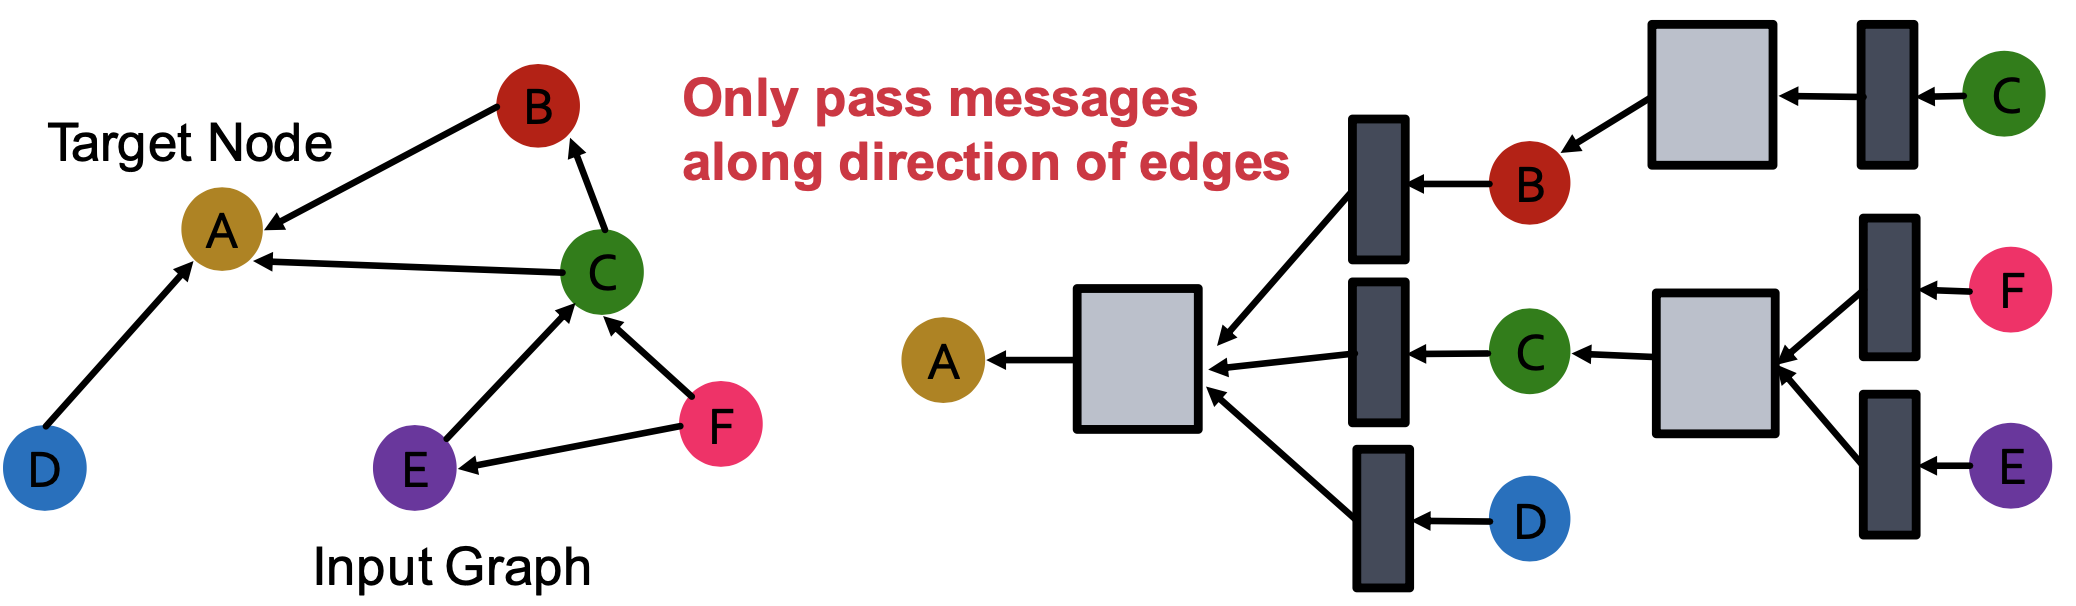 Target Node
A
B
C
D
E
F
Input Graph
Only pass messages
along direction of edges
A
B
C
D
C
F
E